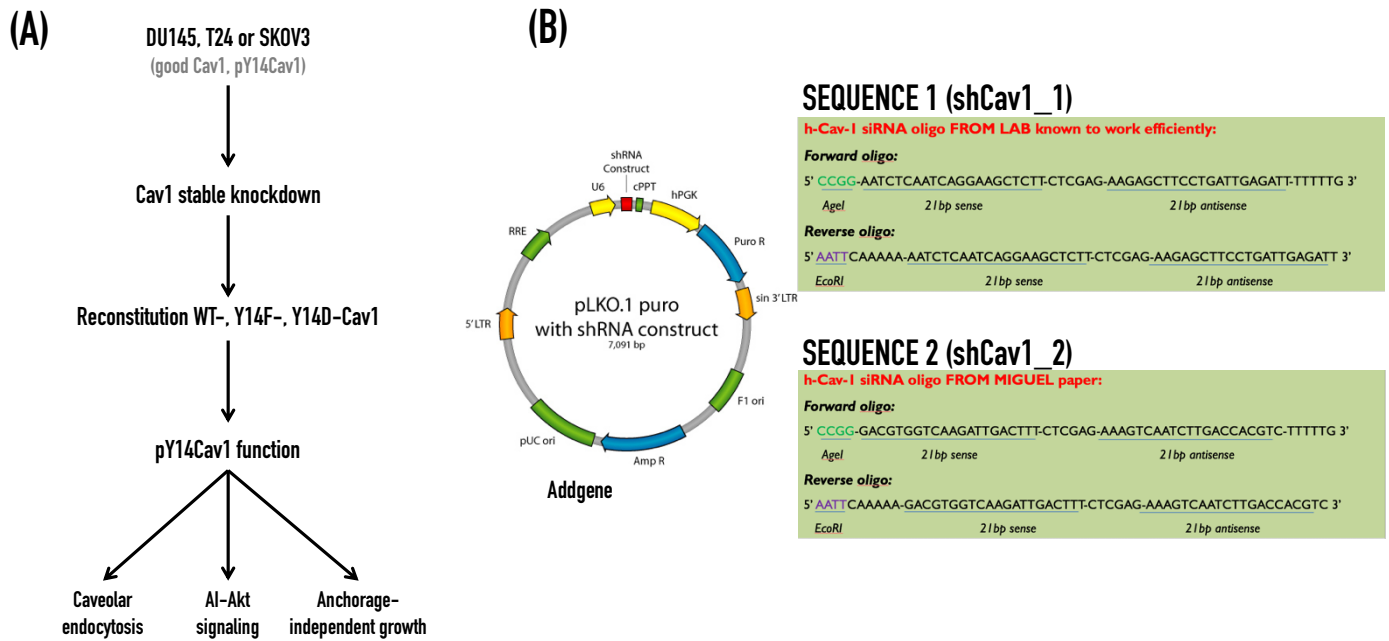 (A)
DU145, T24 or SKOV3
(good Cav1, pY14Cav1)
Cav1 stable knockdown
Reconstitution WT-, Y14F-, Y14D-Cav1
pY14Cav1 function
Caveolar
endocytosis
AI-Akt
signaling
Anchorage-
independent growth
(B)
shRNA
Construct
U6
cPPT
hPGK
RRE
Puro R
5' LTR
sin 3' LTR
pLKO.1 puro
with shRNA construct
7,091 bp
F1 ori
pUC ori
Amp R
Addgene
SEQUENCE 1 (shCav1_1)
h-Cav-1 siRNA oligo FROM LAB known to work efficiently:
Forward oligo:
5' CCGG-AATCTCAATCAGGAAGCTCTT-CTCGAG-AAGAGCTTCCTGATTGAGATT-TTTTTG 3'
AgeI 21bp sense 21bp antisense
Reverse oligo:
5' AATTCAAAAA-AATCTCAATCAGGAAGCTCTT-CTCGAG-AAGAGCTTCCTGATTGAGATT 3'
EcoRI 21bp sense 21bp antisense
SEQUENCE 2 (shCav1_2)
h-Cav-1 siRNA oligo FROM MIGUEL paper:
Forward oligo:
5' CCGG-GACGTGGTCAAGATTGACTTT-CTCGAG-AAAGTCAATCTTGACCACGTC-TTTTTG 3'
AgeI 21bp sense 21bp antisense
Reverse oligo:
5' AATTCAAAAA-GACGTGGTCAAGATTGACTTT-CTCGAG-AAAGTCAATCTTGACCACGTC 3'
EcoRI 21bp sense 21bp antisense